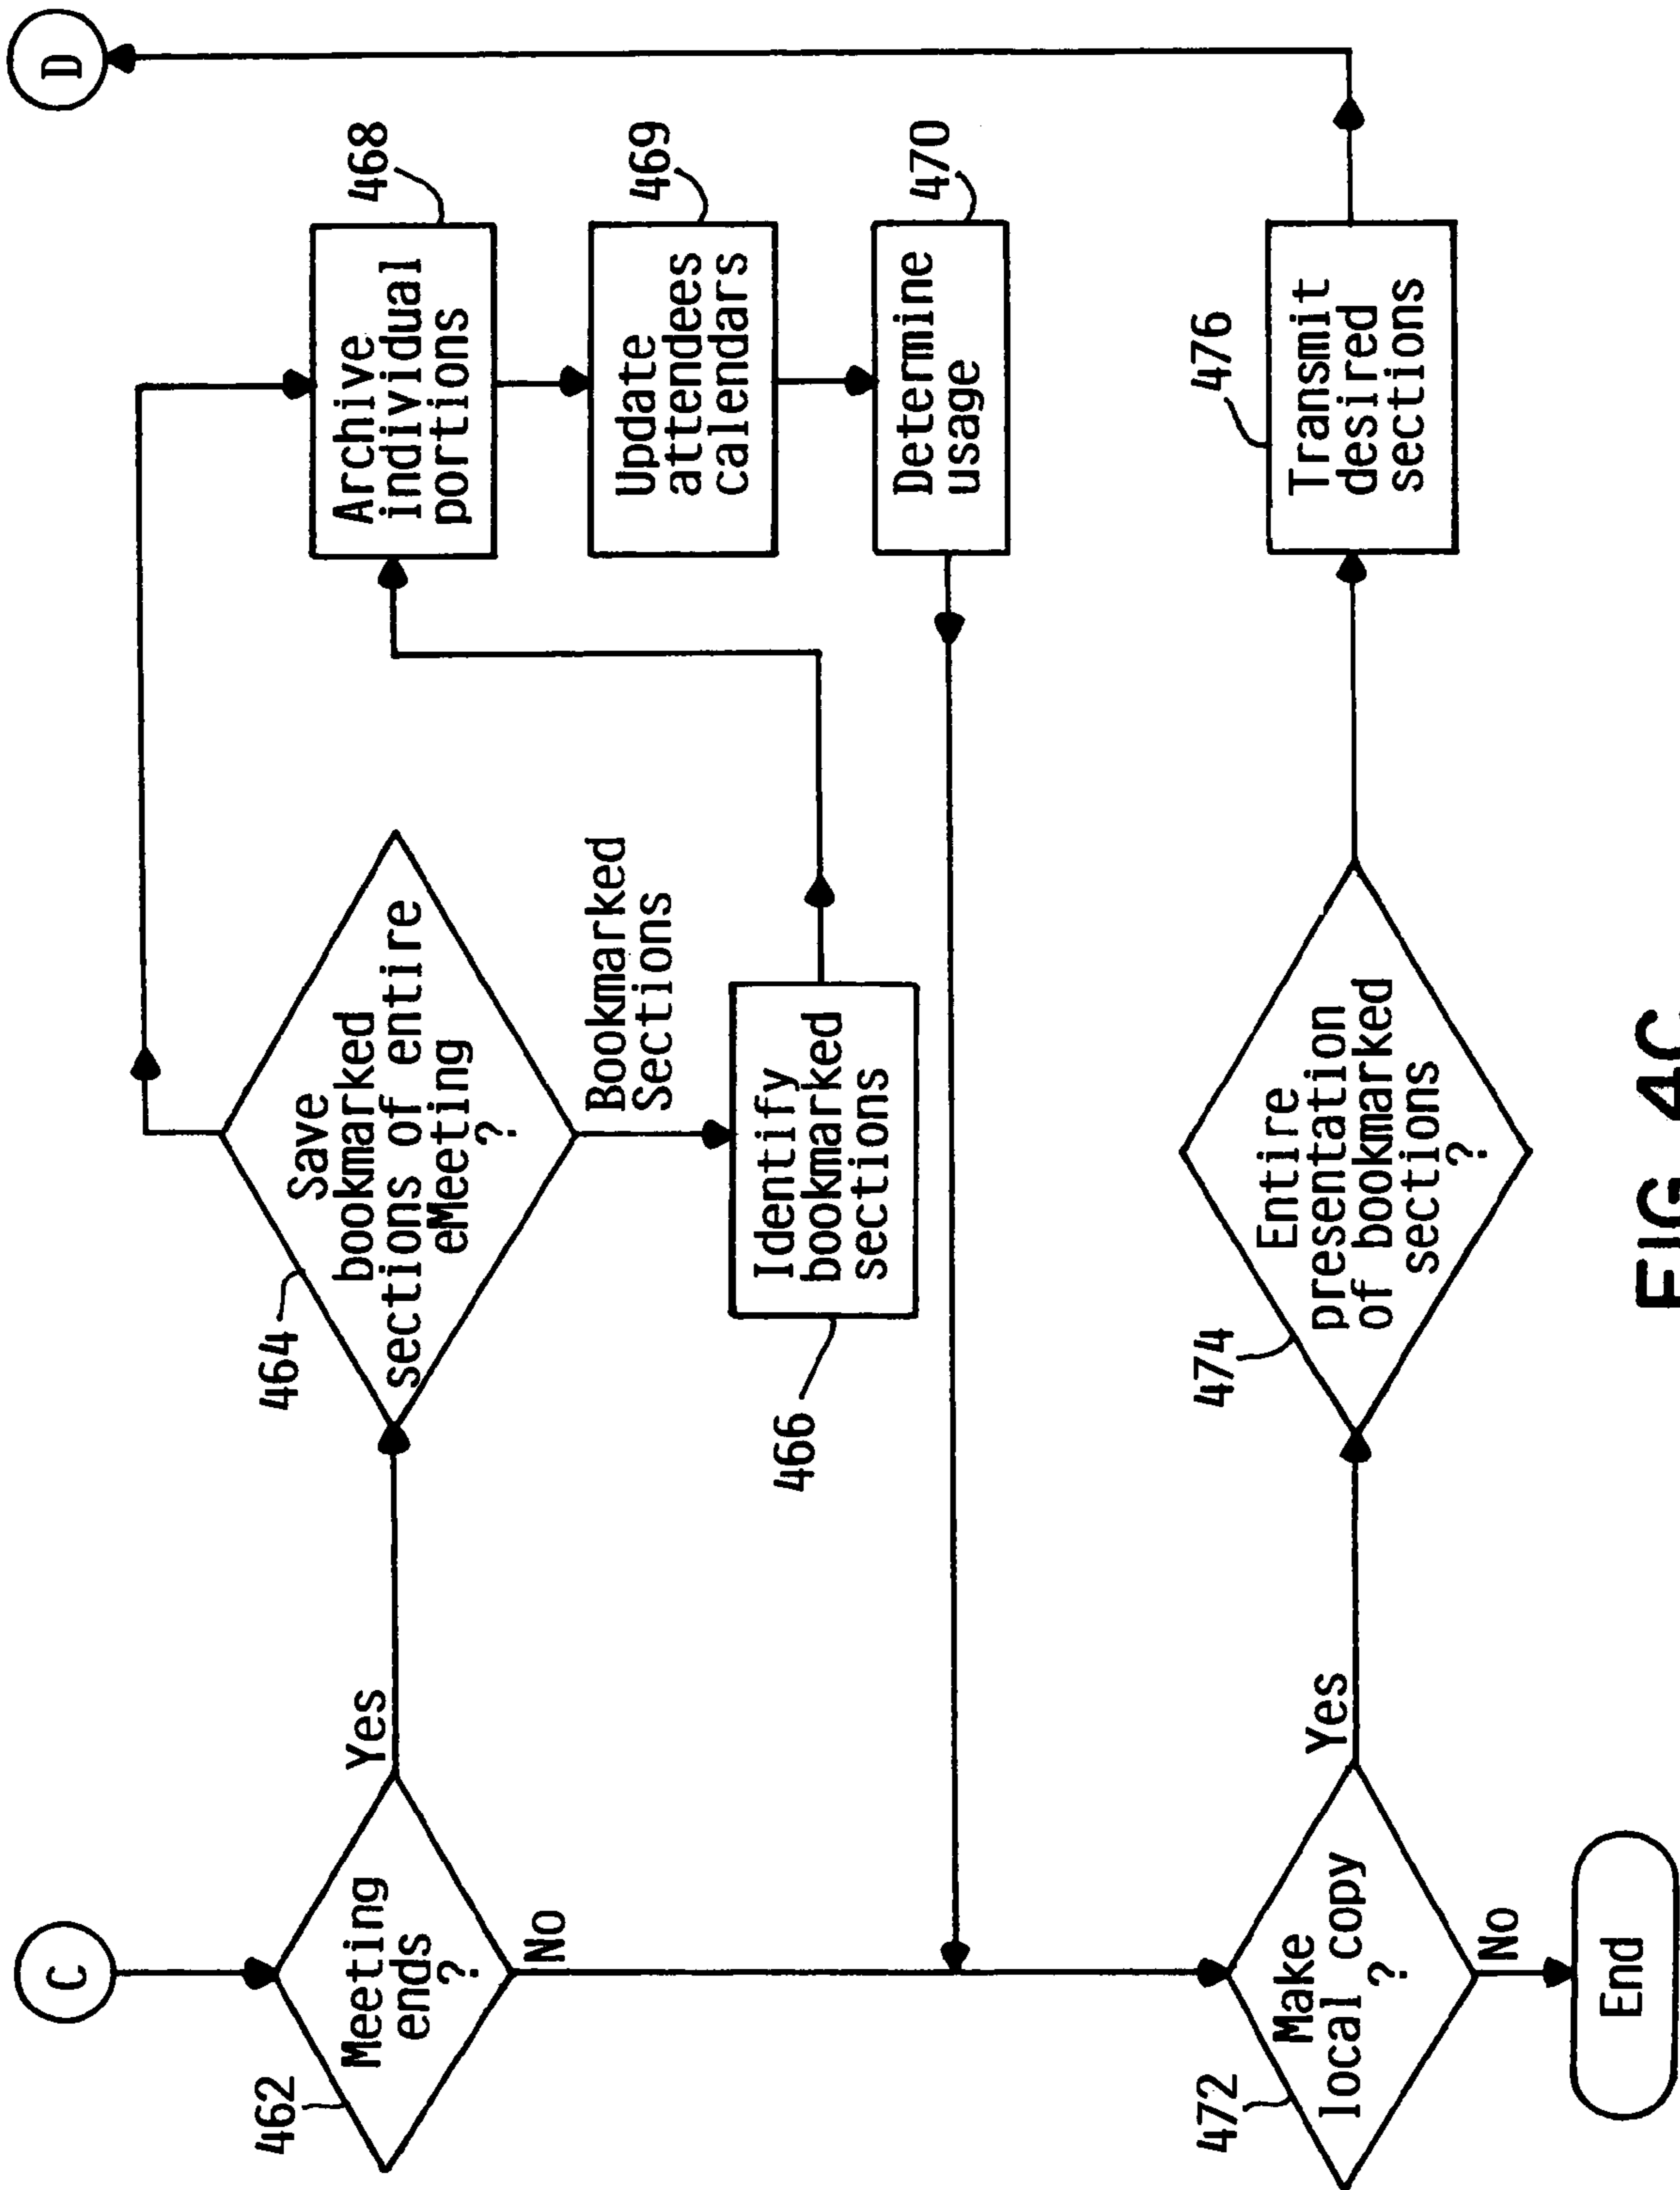 C
D
462
Meeting
ends
?
Yes
No
464
Save
bookmarked
sections of entire
eMeeting
?
Bookmarked
Sections
466
Identify
bookmarked
sections
468
Archive
individual
portions
469
Update
attendees
calendars
470
Determine
usage
472
Make
local copy
?
Yes
No
474
Entire
presentation
of bookmarked
sections
?
476
Transmit
desired
sections
End
FIG. 4C